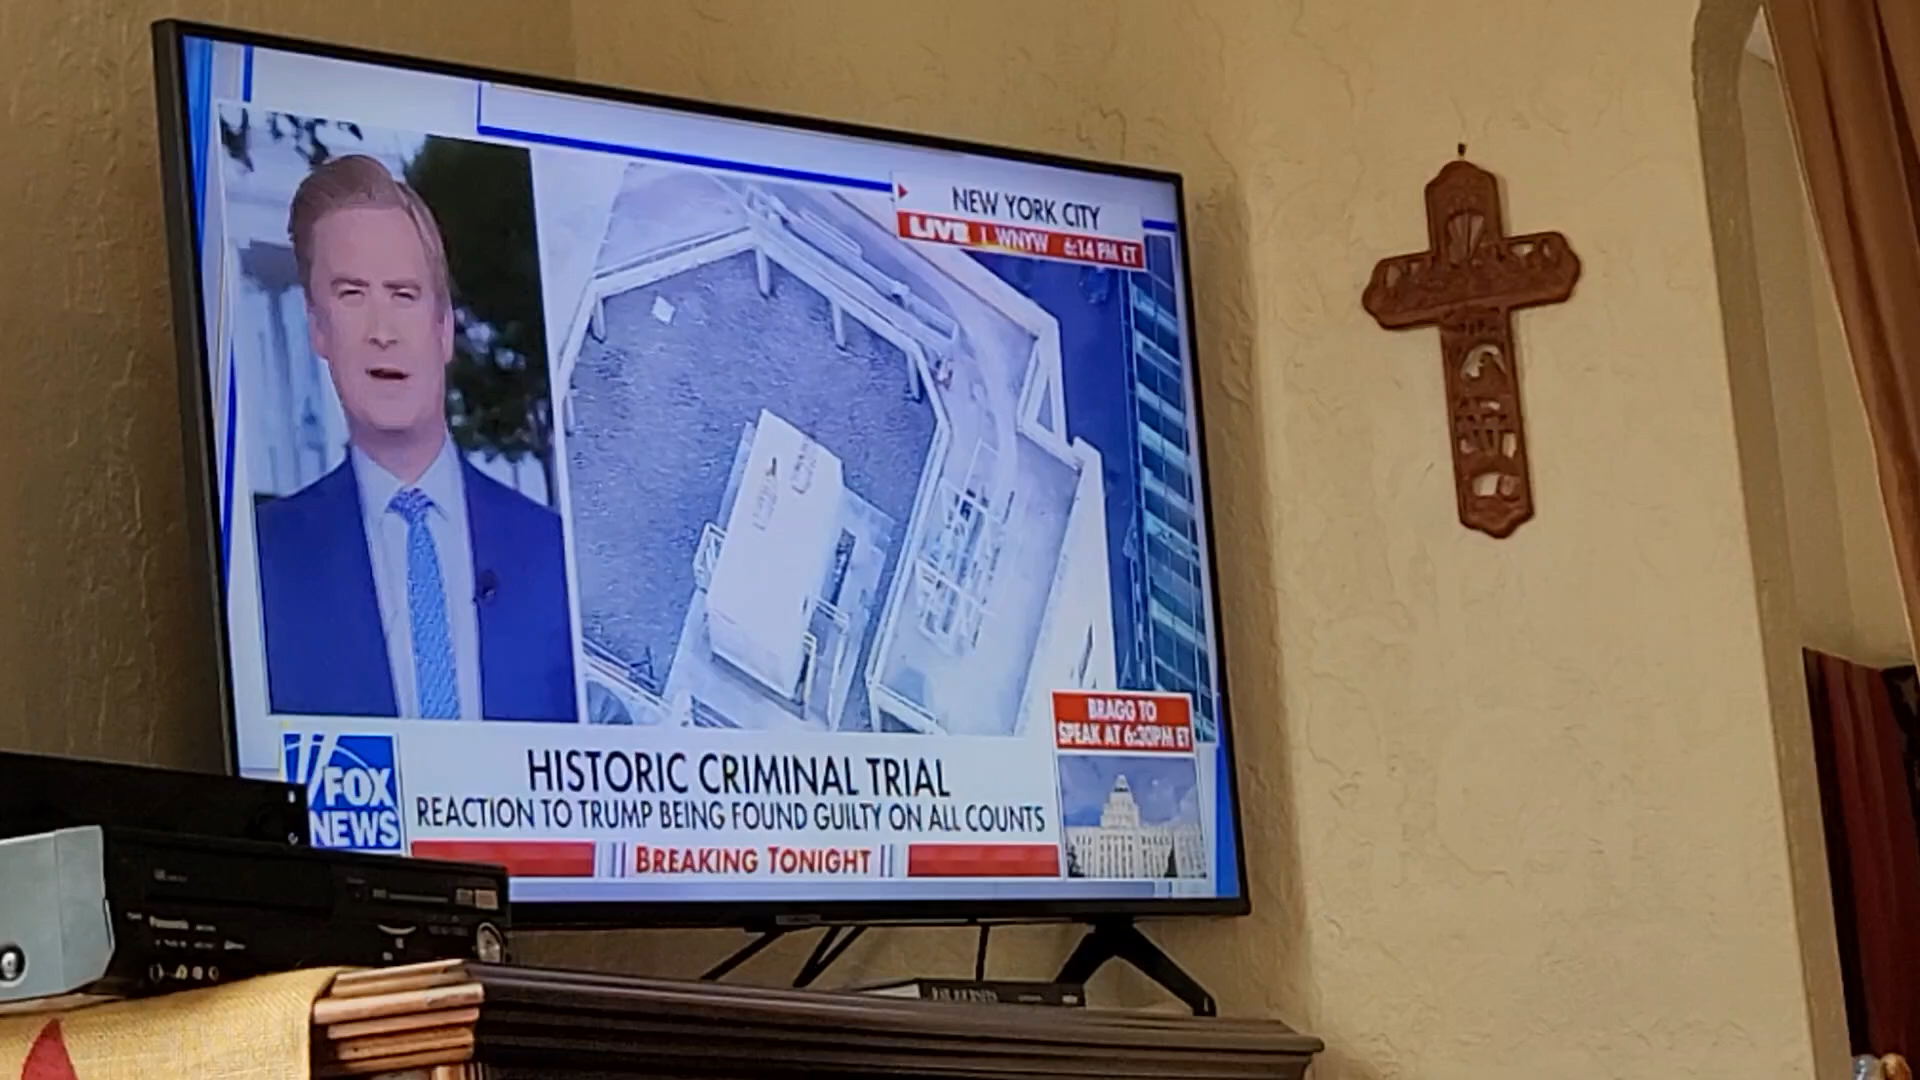 NEW YORK CITY
LIVE | WNYW 6:14 PM ET
BRAGG TO
SPEAK AT 6:30PM ET
FOX
NEWS
HISTORIC CRIMINAL TRIAL
REACTION TO TRUMP BEING FOUND GUILTY ON ALL COUNTS
BREAKING TONIGHT
Panasonic